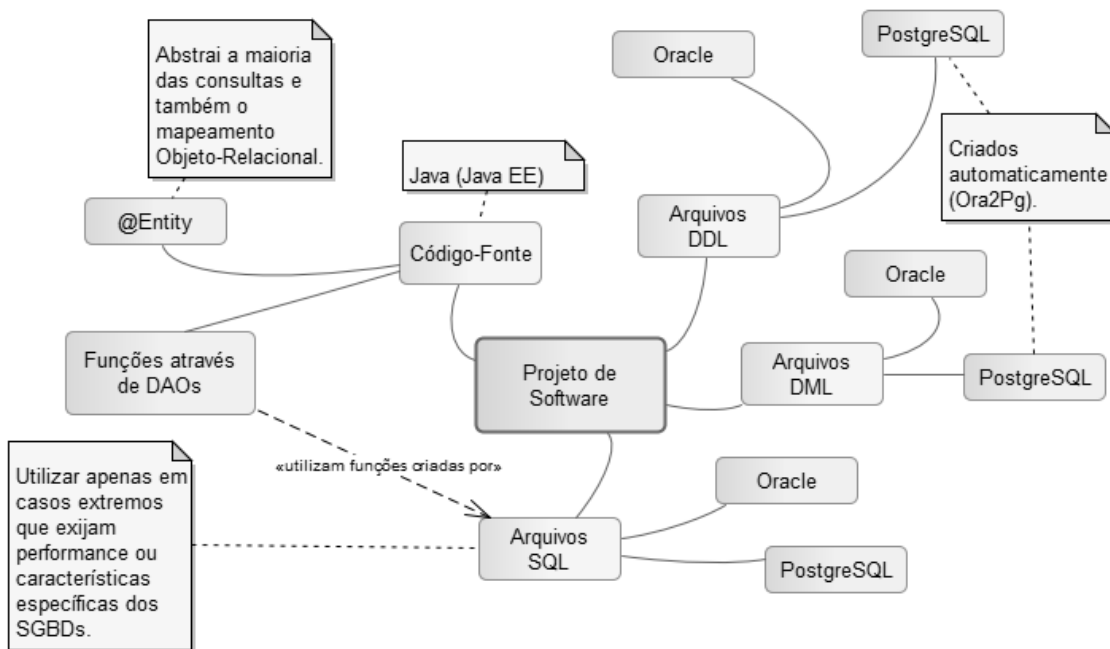 Abstrai a maioria
das consultas e
também o
mapeamento
Objeto-Relacional.
@Entity
Java (Java EE)
Código-Fonte
Funções através
de DAOs
Oracle
PostgreSQL
Arquivos
DDL
Criados
automaticamente
(Ora2Pg).
Oracle
Arquivos
DML
PostgreSQL
Projeto de
Software
«utilizam funções criadas por»
Utilizar apenas em
casos extremos
que exijam
performance ou
características
específicas dos
SGBDs.
Arquivos
SQL
Oracle
PostgreSQL